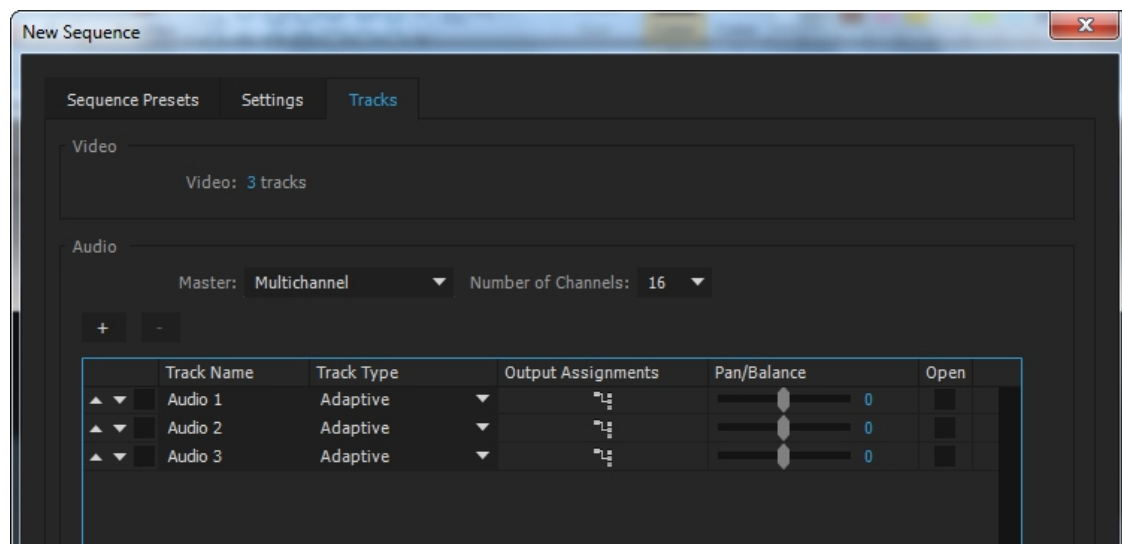 New Sequence
Sequence Presets Settings Tracks
Video
Video: 3 tracks
Audio
Master: Multichannel Number of Channels: 16
+ -
Track Name Track Type Output Assignments Pan/Balance Open
Audio 1 Adaptive 0
Audio 2 Adaptive 0
Audio 3 Adaptive 0